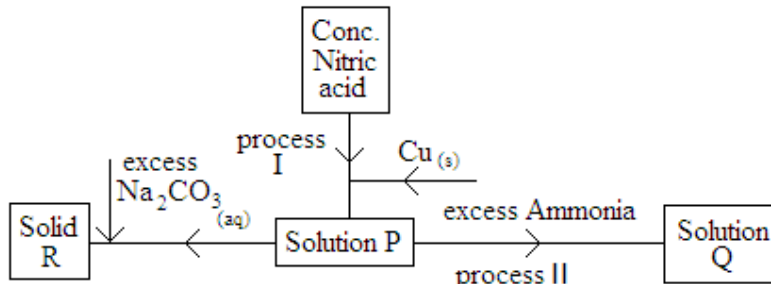 Conc.
Nitric
acid
process
I
Cu (s)
excess
Na₂CO₃ (aq)
excess Ammonia
Solid
R
Solution P
Solution
Q
process II